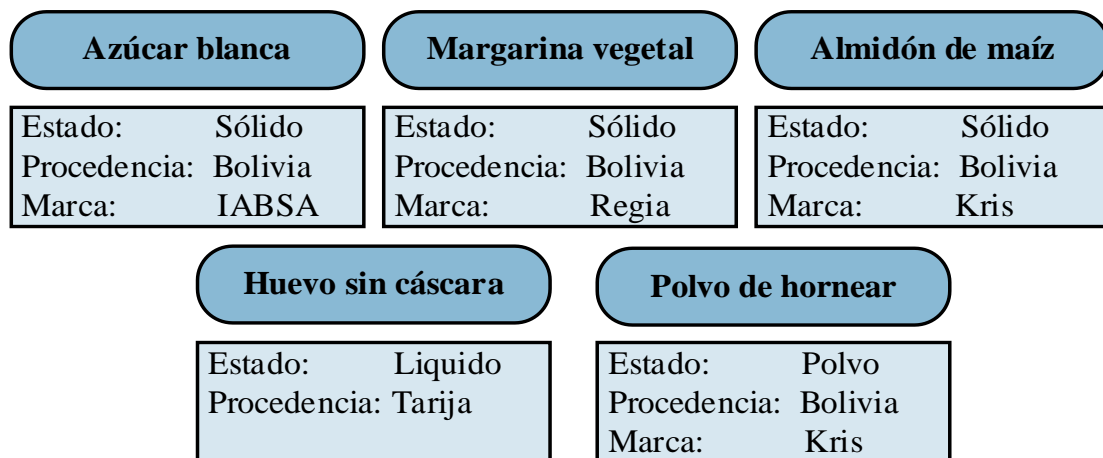 Azúcar blanca
Margarina vegetal
Almidón de maíz
Estado: Sólido
Procedencia: Bolivia
Marca: IABSA
Estado: Sólido
Procedencia: Bolivia
Marca: Regia
Estado: Sólido
Procedencia: Bolivia
Marca: Kris
Huevo sin cáscara
Polvo de hornear
Estado: Liquido
Procedencia: Tarija
Estado: Polvo
Procedencia: Bolivia
Marca: Kris